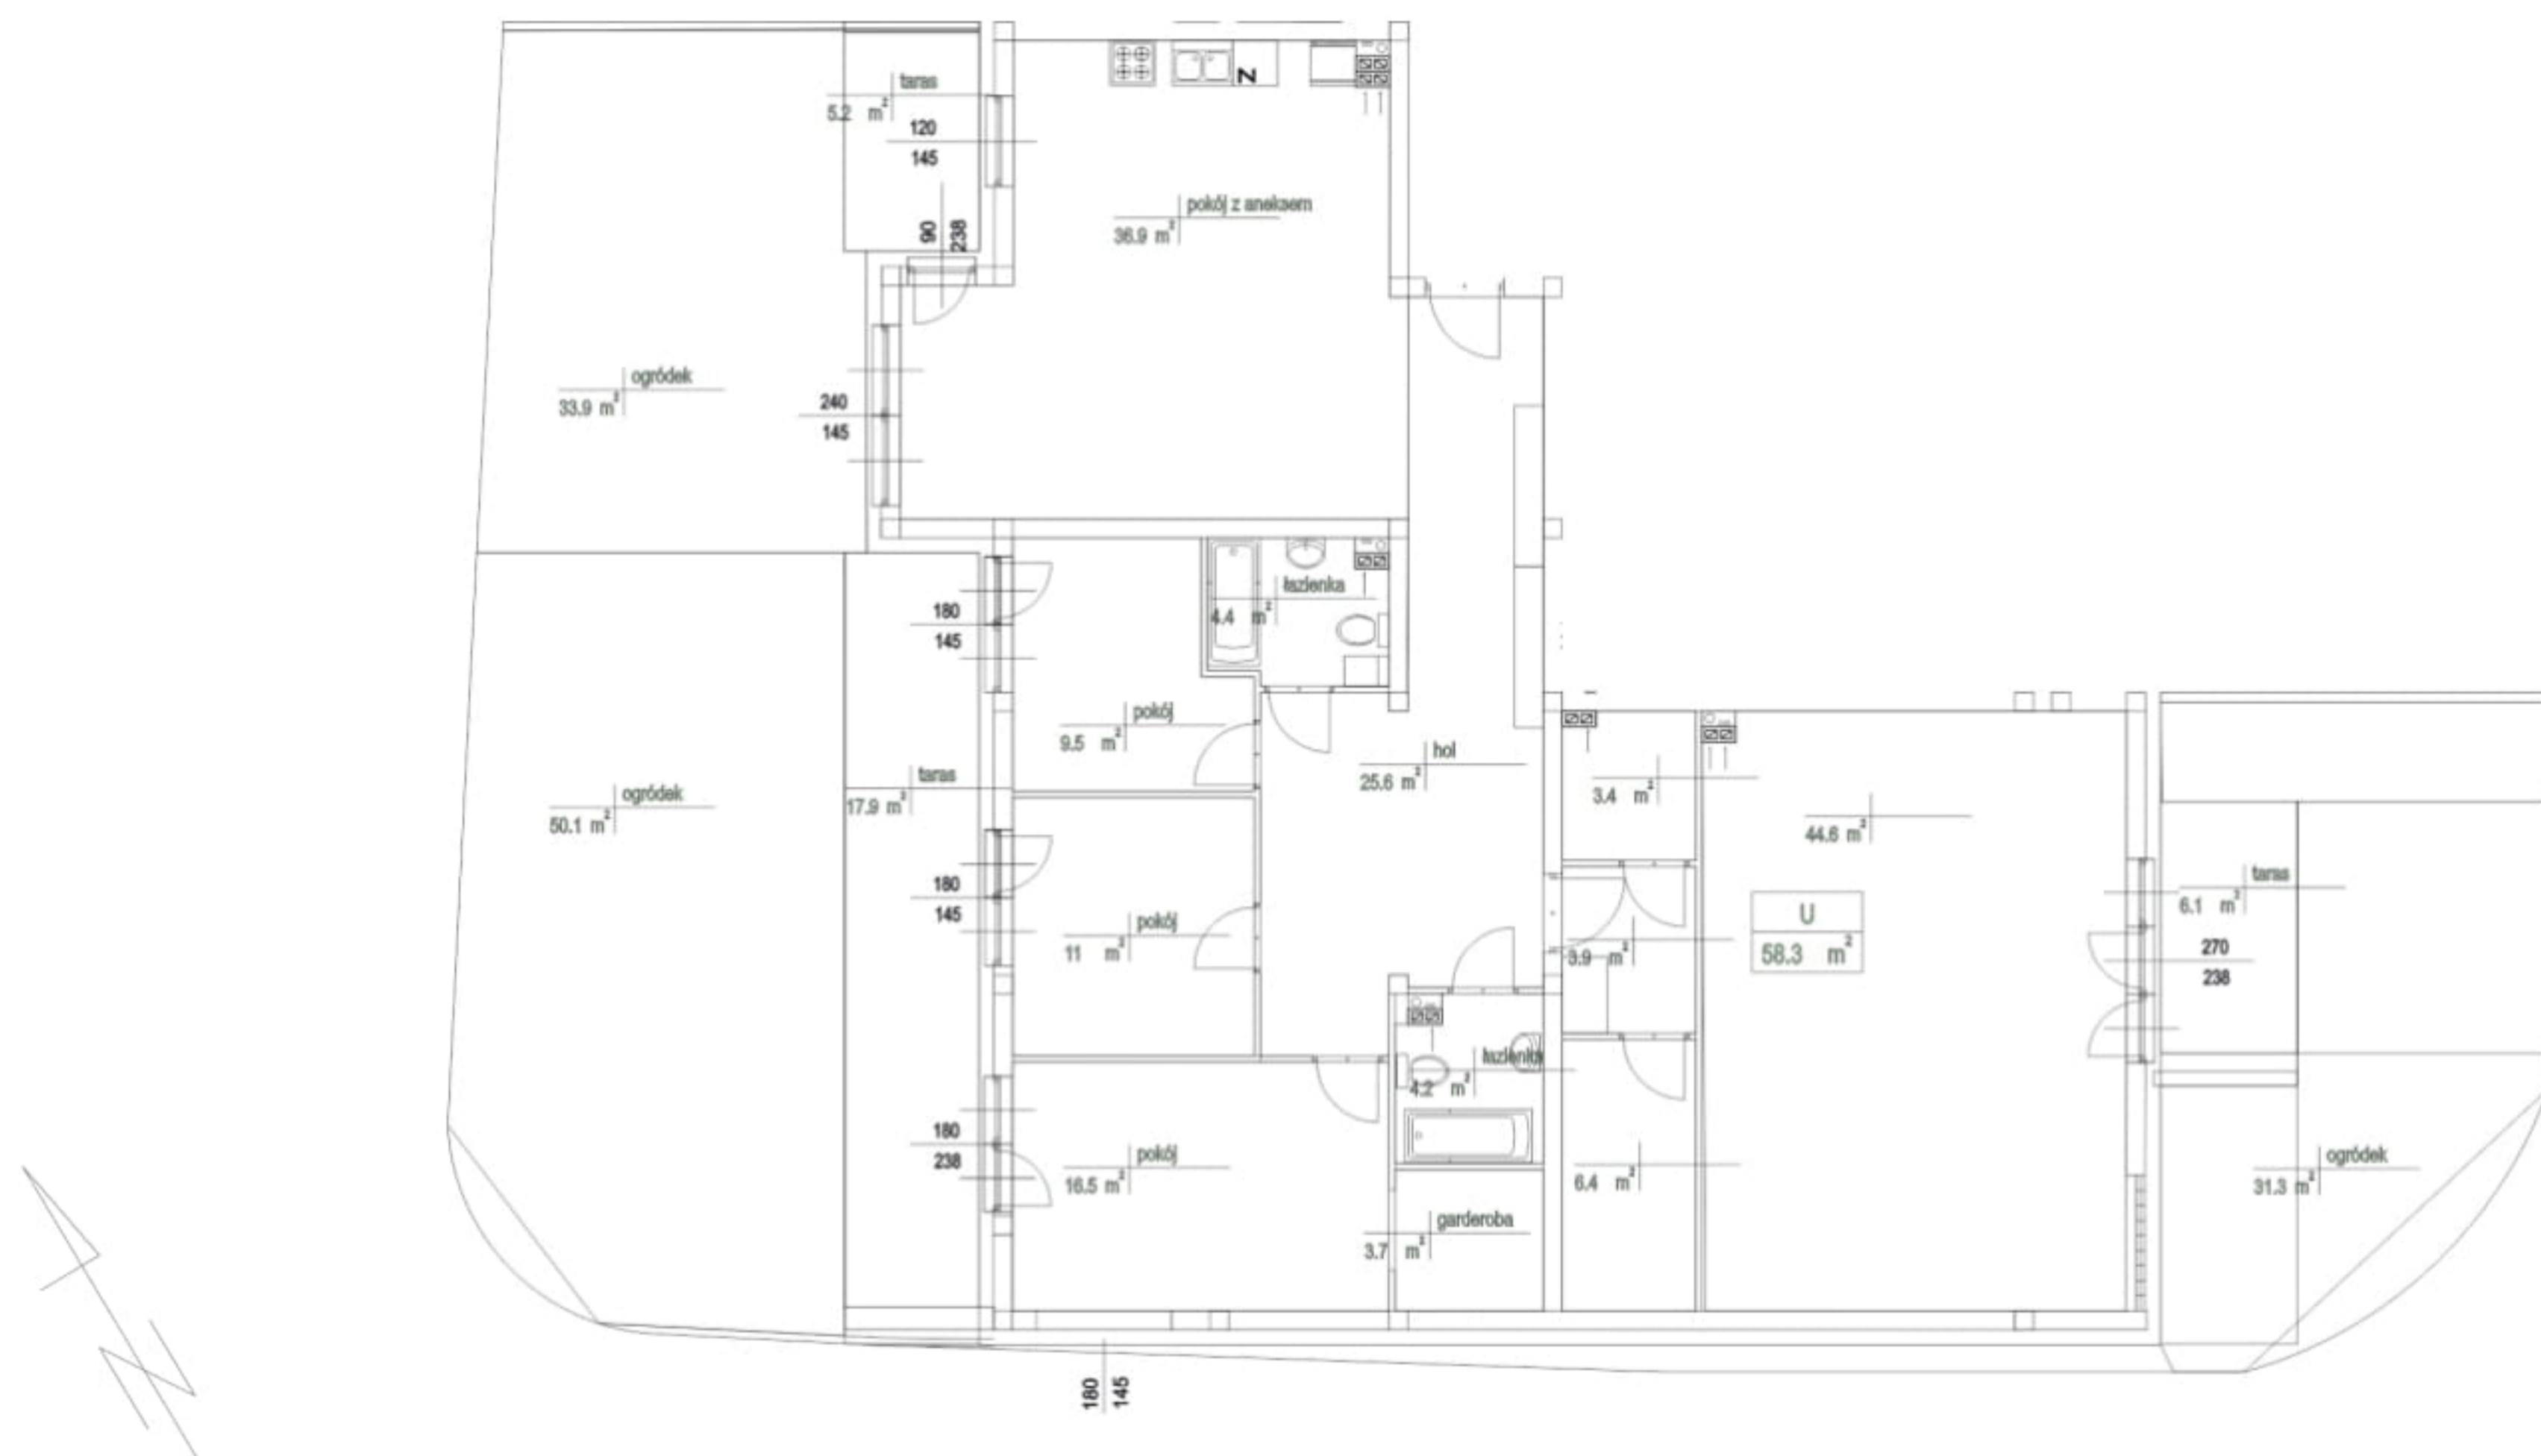 taras
5.2 m²
120
145
90
238
Z
pokój z aneksem
36.9 m²
ogródek
33.9 m²
240
145
180
145
łazienka
4.4 m²
pokój
9.5 m²
hol
25.6 m²
taras
17.9 m²
ogródek
50.1 m²
3.4 m²
44.6 m²
taras
6.1 m²
180
145
pokój
11 m²
U
58.3 m²
3.9 m²
270
238
łazienka
4.2 m²
180
238
pokój
16.5 m²
6.4 m²
ogródek
31.3 m²
garderoba
3.7 m²
180
145
N